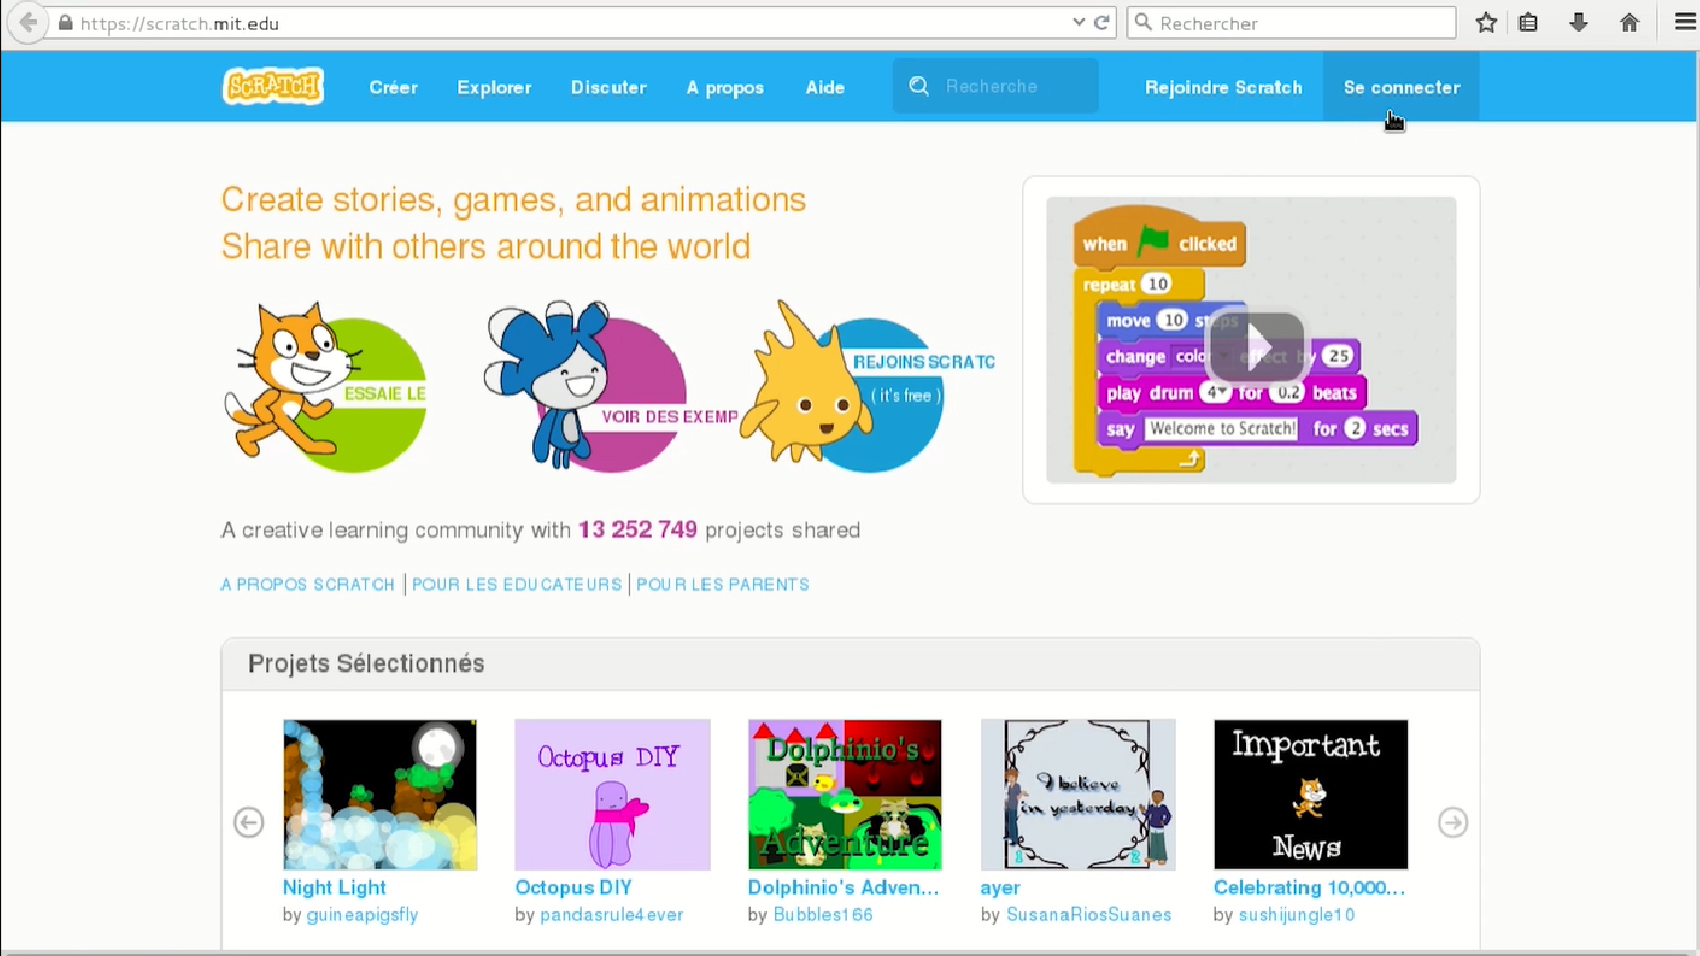 https://scratch.mit.edu
Rechercher
SCRATCH
Créer
Explorer
Discuter
A propos
Aide
Recherche
Rejoindre Scratch
Se connecter
Create stories, games, and animations
Share with others around the world
ESSAIE LE
VOIR DES EXEMP
REJOINS SCRATC
( it's free )
when clicked
repeat 10
move 10 steps
change color effect by 25
play drum 4 for 0.2 beats
say Welcome to Scratch! for 2 secs
A creative learning community with 13 252 749 projects shared
A PROPOS SCRATCH | POUR LES EDUCATEURS | POUR LES PARENTS
Projets Sélectionnés
Octopus DIY
Dolphinio's
Adventure
I believe
in yesterday
1 2
Important
News
Night Light
by guineapigsfly
Octopus DIY
by pandasrule4ever
Dolphinio's Adven...
by Bubbles166
ayer
by SusanaRiosSuanes
Celebrating 10,000...
by sushijungle10